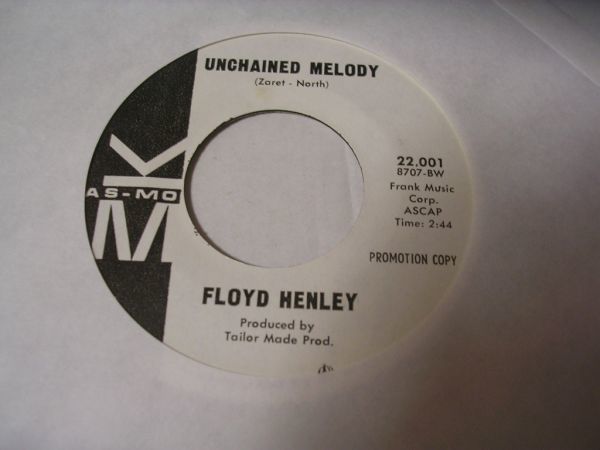 UNCHAINED MELODY
(Zaret - North)
22,001
8707-BW
Frank Music
Corp.
ASCAP
Time: 2:44
PROMOTION COPY
KM
AS-MO
FLOYD HENLEY
Produced by
Tailor Made Prod.